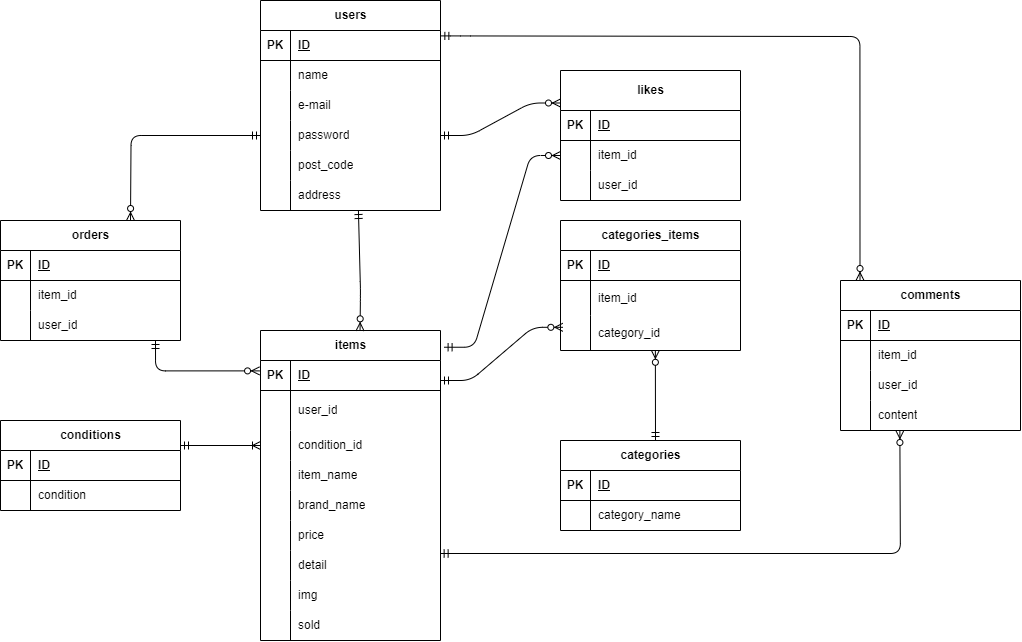 users
PK ID
name
e-mail
password
post_code
address
likes
PK ID
item_id
user_id
orders
PK ID
item_id
user_id
categories_items
PK ID
item_id
category_id
comments
PK ID
item_id
user_id
content
items
PK ID
user_id
condition_id
item_name
brand_name
price
detail
img
sold
conditions
PK ID
condition
categories
PK ID
category_name